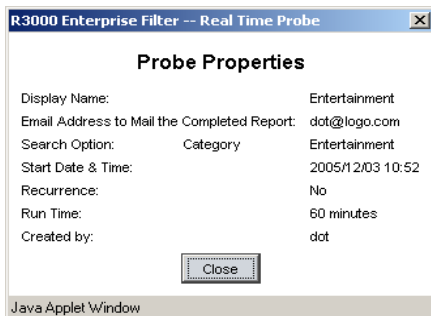 R3000 Enterprise Filter -- Real Time Probe
Probe Properties
Display Name: Entertainment
Email Address to Mail the Completed Report: dot@logo.com
Search Option: Category Entertainment
Start Date & Time: 2005/12/03 10:52
Recurrence: No
Run Time: 60 minutes
Created by: dot
Close
Java Applet Window